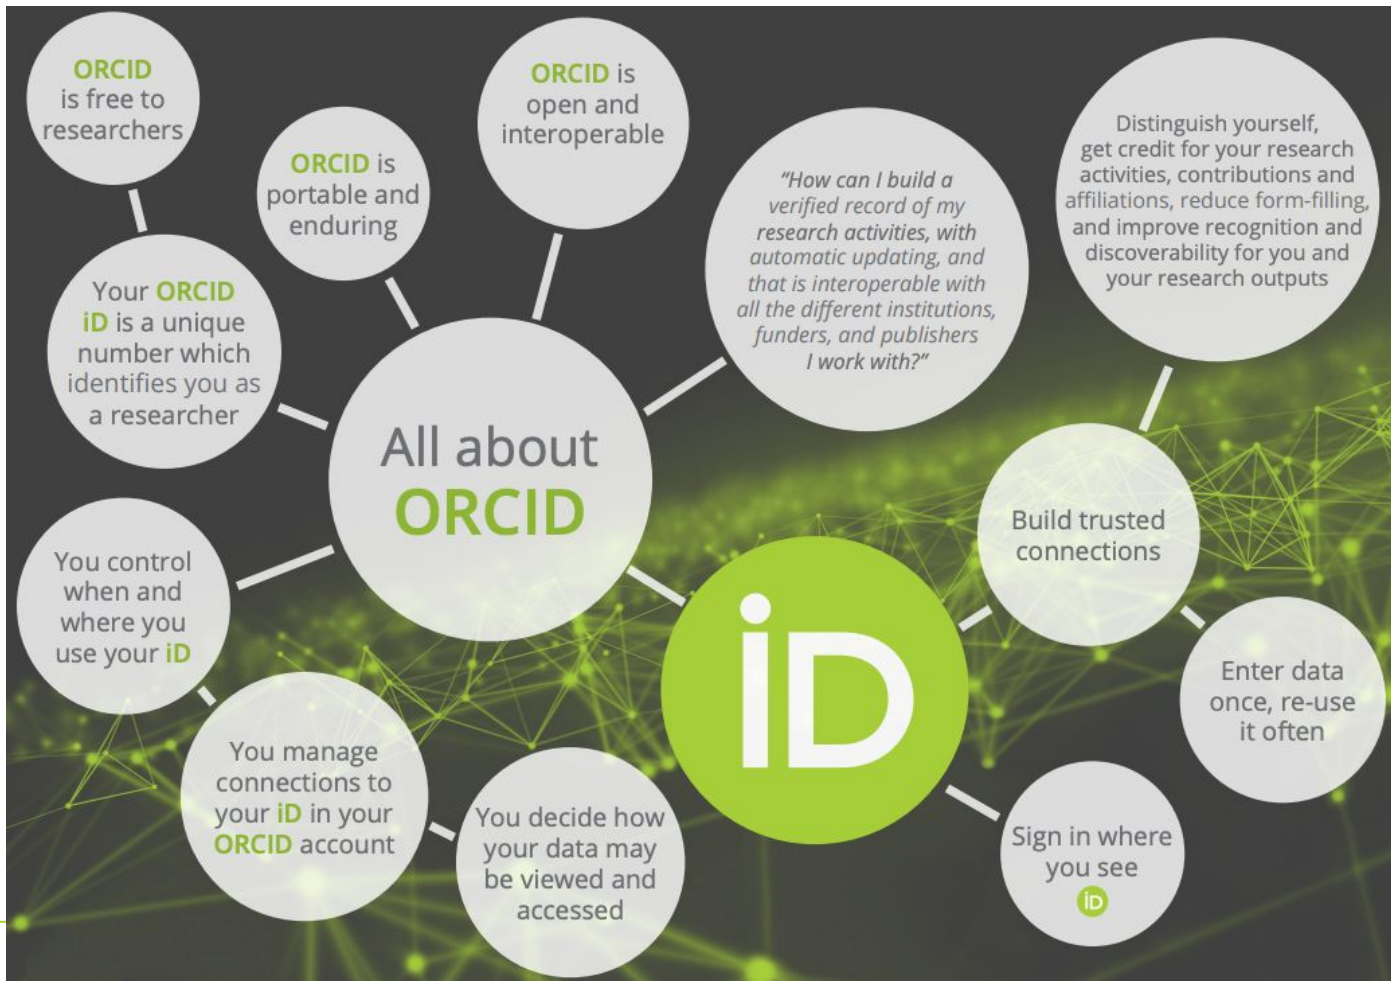 ORCID
is free to
researchers
ORCID is
portable and
enduring
ORCID is
open and
interoperable
"How can I build a
verified record of my
research activities, with
automatic updating, and
that is interoperable with
all the different institutions,
funders, and publishers
I work with?"
Distinguish yourself,
get credit for your research
activities, contributions and
affiliations, reduce form-filling,
and improve recognition and
discoverability for you and
your research outputs
Your ORCID
iD is a unique
number which
identifies you as
a researcher
All about
ORCID
You control
when and
where you
use your iD
You manage
connections to
your iD in your
ORCID account
You decide how
your data may
be viewed and
accessed
iD
Build trusted
connections
Enter data
once, re-use
it often
Sign in where
you see
iD